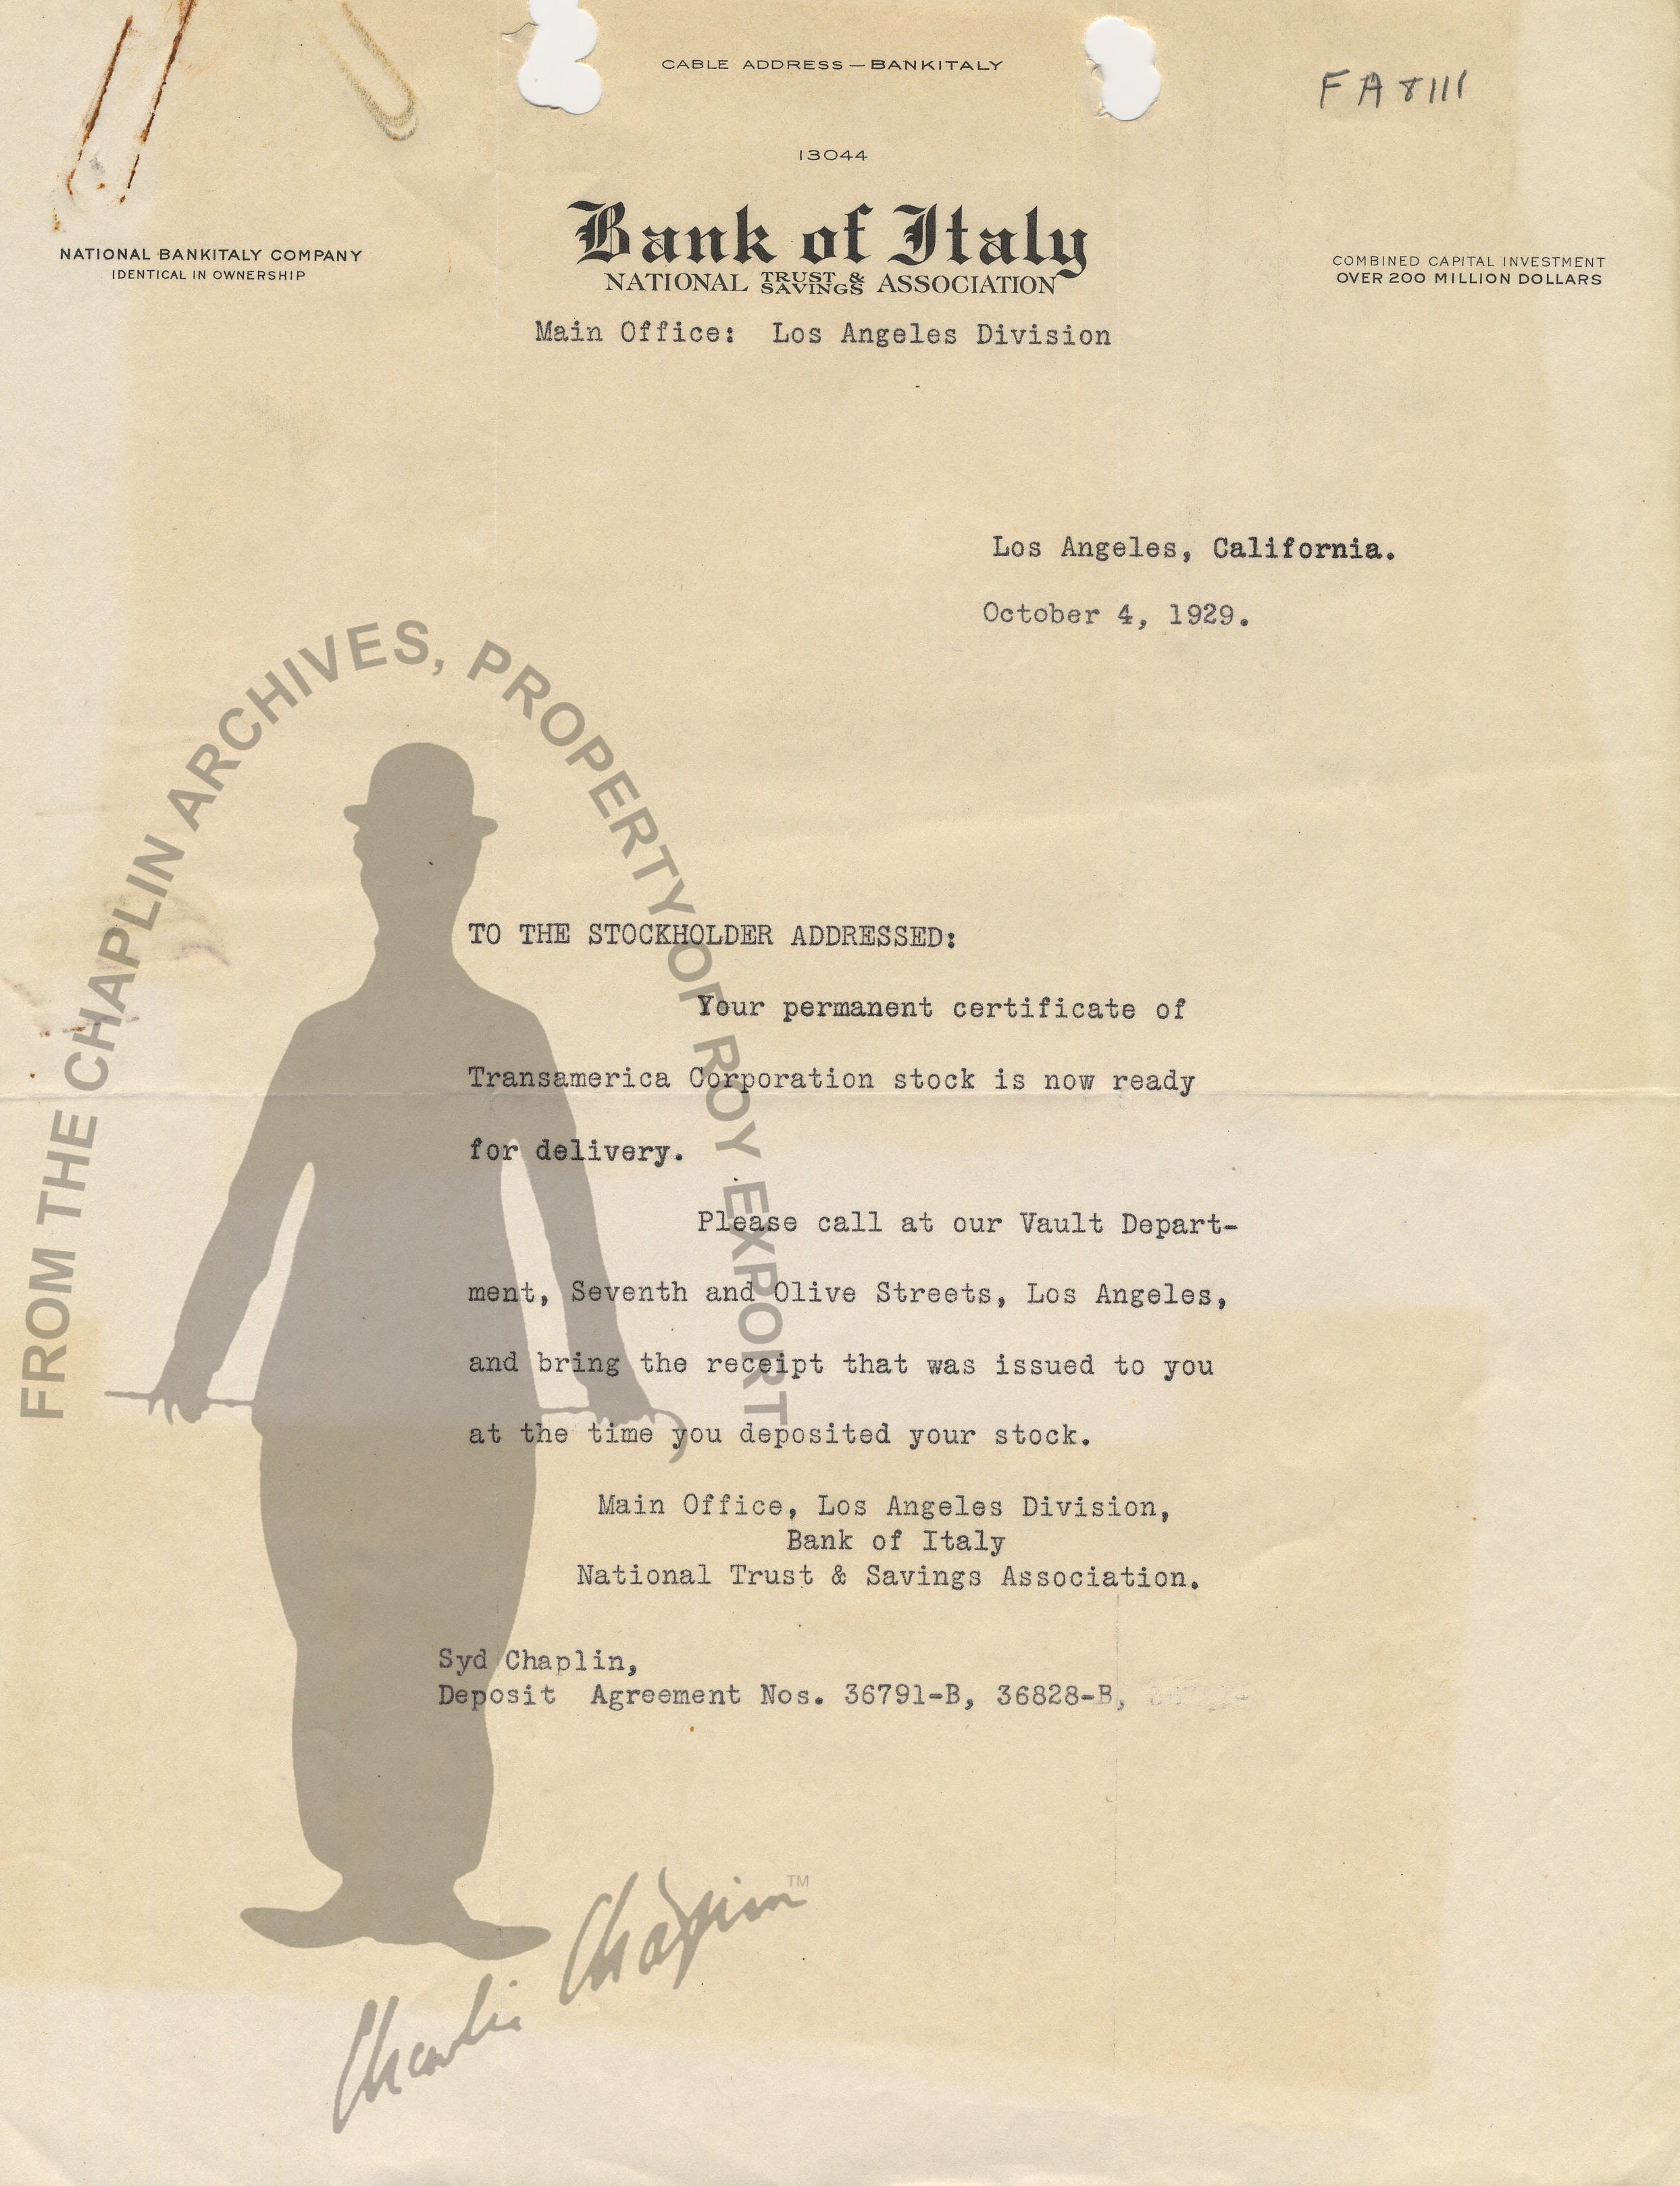 CABLE ADDRESS — BANKITALY
FA 8111
13044
Bank of Italy
NATIONAL TRUST & SAVINGS ASSOCIATION
NATIONAL BANKITALY COMPANY
IDENTICAL IN OWNERSHIP
COMBINED CAPITAL INVESTMENT
OVER 200 MILLION DOLLARS
Main Office: Los Angeles Division
Los Angeles, California.
October 4, 1929.
TO THE STOCKHOLDER ADDRESSED:
Your permanent certificate of
Transamerica Corporation stock is now ready
for delivery.
Please call at our Vault Depart-
ment, Seventh and Olive Streets, Los Angeles,
and bring the receipt that was issued to you
at the time you deposited your stock.
Main Office, Los Angeles Division,
Bank of Italy
National Trust & Savings Association.
Syd Chaplin,
Deposit Agreement Nos. 36791-B, 36828-B,
FROM THE CHAPLIN ARCHIVES, PROPERTY OF ROY EXPORT
Charlie Chaplin TM